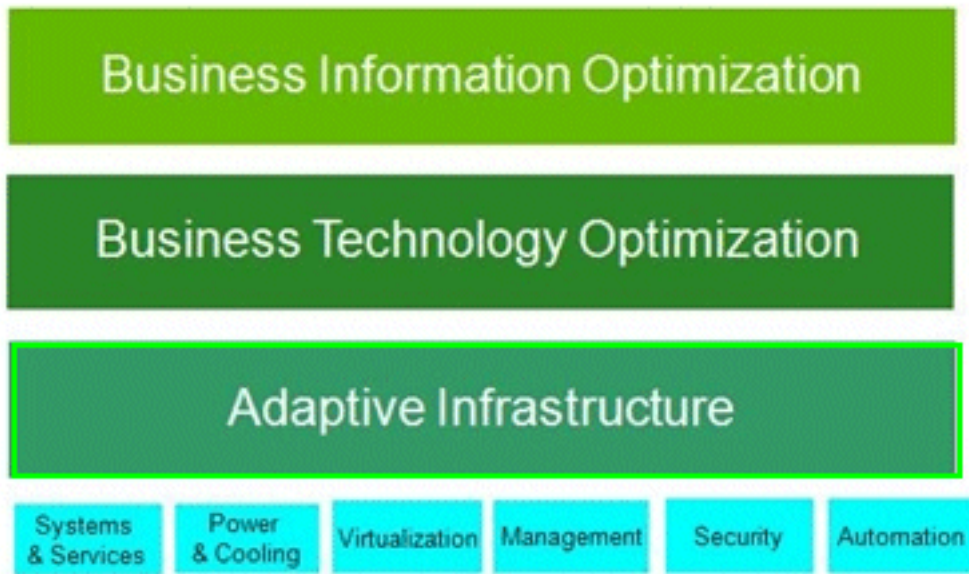 Business Information Optimization
Business Technology Optimization
Adaptive Infrastructure
Systems
& Services
Power
& Cooling
Virtualization
Management
Security
Automation